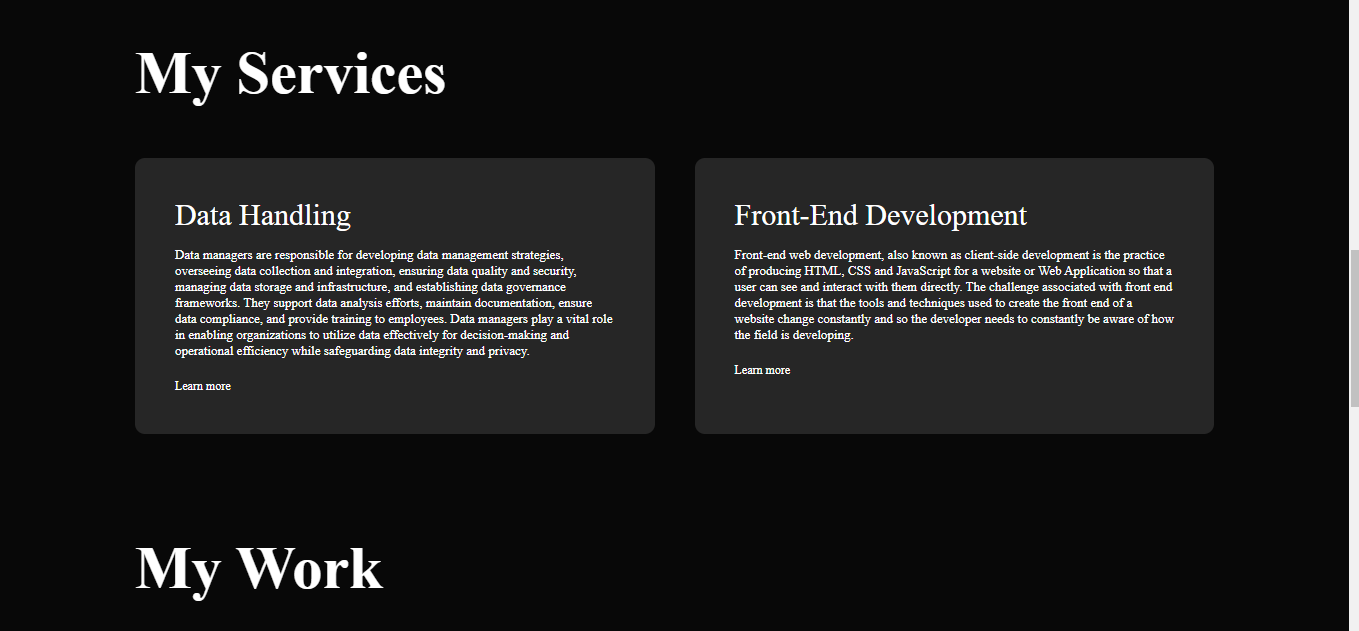 My Services
Data Handling
Data managers are responsible for developing data management strategies,
overseeing data collection and integration, ensuring data quality and security,
managing data storage and infrastructure, and establishing data governance
frameworks. They support data analysis efforts, maintain documentation, ensure
data compliance, and provide training to employees. Data managers play a vital role
in enabling organizations to utilize data effectively for decision-making and
operational efficiency while safeguarding data integrity and privacy.
Learn more
Front-End Development
Front-end web development, also known as client-side development is the practice
of producing HTML, CSS and JavaScript for a website or Web Application so that a
user can see and interact with them directly. The challenge associated with front end
development is that the tools and techniques used to create the front end of a
website change constantly and so the developer needs to constantly be aware of how
the field is developing.
Learn more
My Work